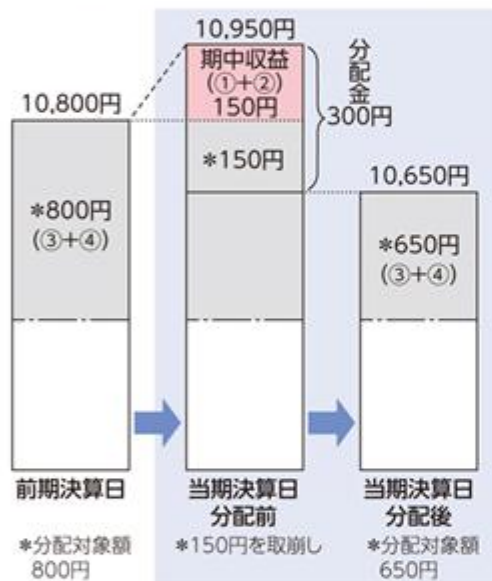 10,950円
期中収益
(①+②)
150円
分配金
300円
10,800円
*150円
10,650円
*800円
(③+④)
*650円
(③+④)
前期決算日
当期決算日
分配前
当期決算日
分配後
*分配対象額
800円
*150円を取崩し
*分配対象額
650円